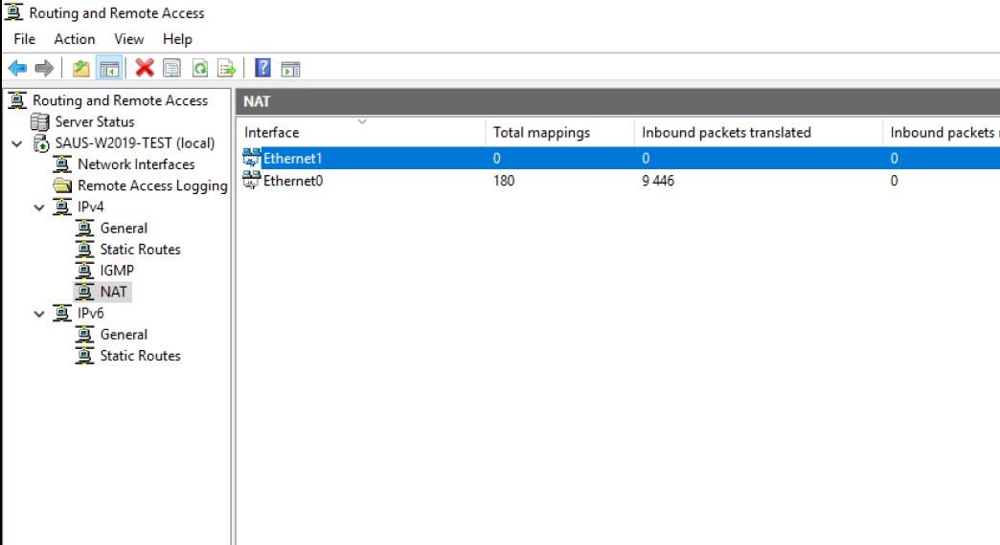 Routing and Remote Access
File Action View Help
Routing and Remote Access
Server Status
SAUS-W2019-TEST (local)
Network Interfaces
Remote Access Logging
IPv4
General
Static Routes
IGMP
NAT
IPv6
General
Static Routes
NAT
Interface Total mappings Inbound packets translated Inbound packets
Ethernet1 0 0 0
Ethernet0 180 9 446 0